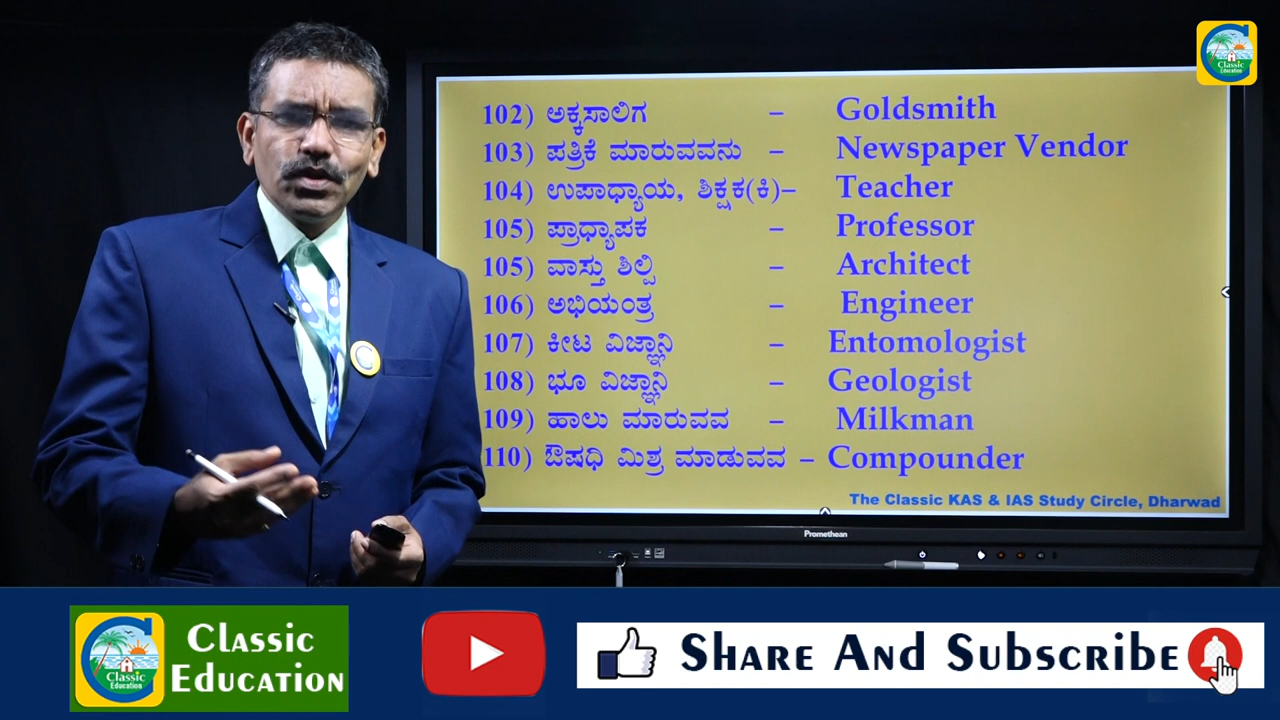 Classic
Education
102) ಅಕ್ಕಸಾಲಿಗ – Goldsmith
103) ಪತ್ರಿಕೆ ಮಾರುವವನು – Newspaper Vendor
104) ಉಪಾಧ್ಯಾಯ, ಶಿಕ್ಷಕ(ಕಿ)– Teacher
105) ಪ್ರಾಧ್ಯಾಪಕ – Professor
105) ವಾಸ್ತು ಶಿಲ್ಪಿ – Architect
106) ಅಭಿಯಂತ್ರ – Engineer
107) ಕೀಟ ವಿಜ್ಞಾನಿ – Entomologist
108) ಭೂ ವಿಜ್ಞಾನಿ – Geologist
109) ಹಾಲು ಮಾರುವವ – Milkman
110) ಔಷಧಿ ಮಿಶ್ರ ಮಾಡುವವ – Compounder
The Classic KAS & IAS Study Circle, Dharwad
Promethean
Classic
Education
Classic
Education
Share And Subscribe